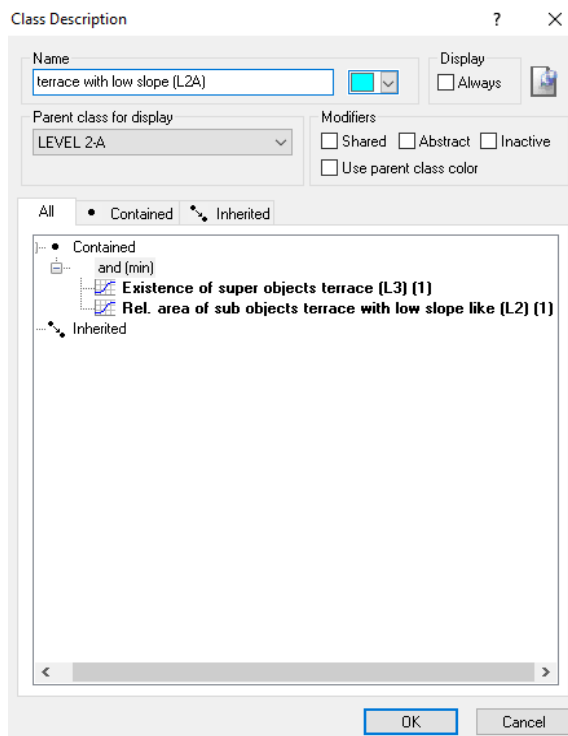 Class Description
?
Name
Display
terrace with low slope (L2A)
Always
Parent class for display
Modifiers
LEVEL 2-A
Shared
Abstract
Inactive
Use parent class color
All
Contained
Inherited
Contained
and (min)
Existence of super objects terrace (L3) (1)
Rel. area of sub objects terrace with low slope like (L2) (1)
Inherited
OK
Cancel